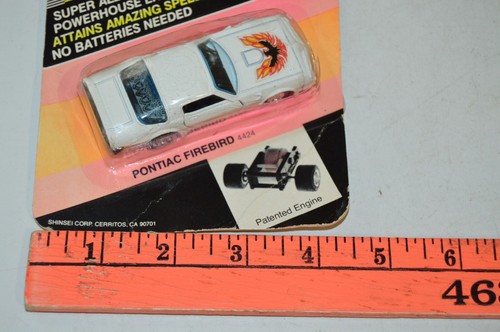 SUPER
POWERHOUSE
ATTAINS AMAZING SPEED
NO BATTERIES NEEDED
PONTIAC FIREBIRD 4424
SHINSEI CORP. CERRITOS, CA 90701
Patented Engine
1 2 3 4 5 6
46